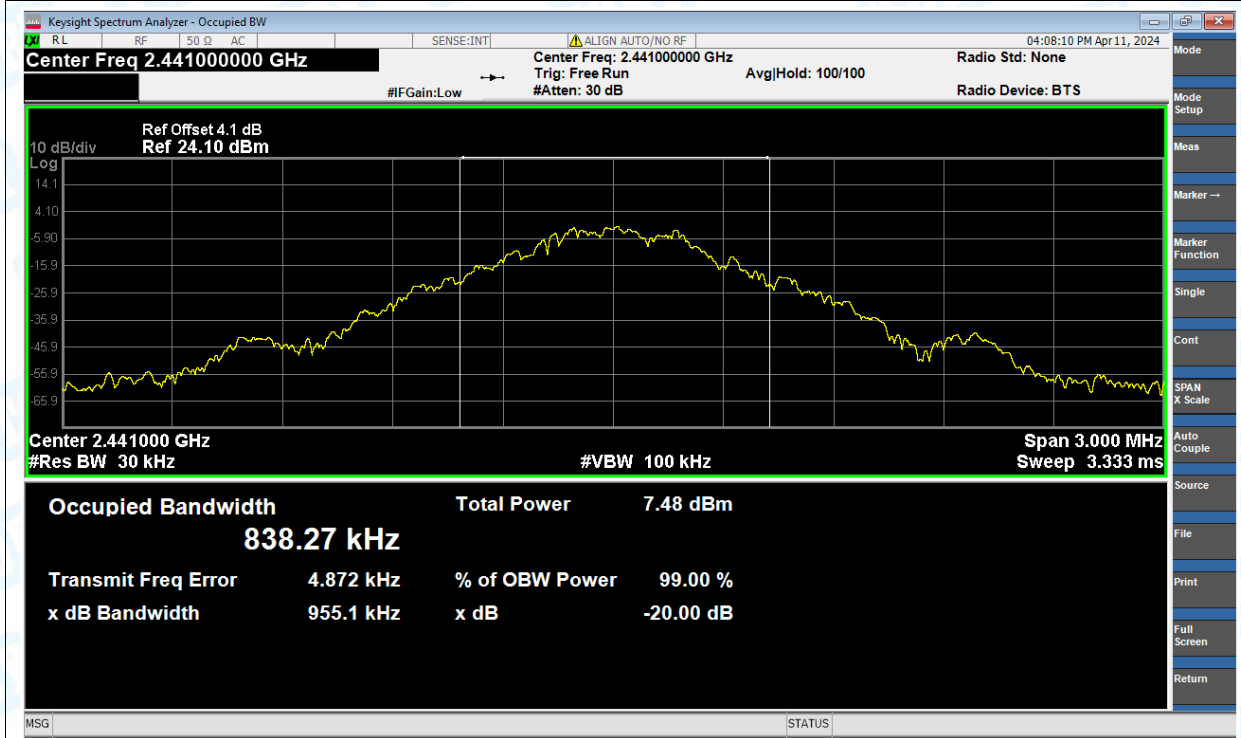 Keysight Spectrum Analyzer - Occupied BW
LXI RL RF 50 Ω AC SENSE:INT ALIGN AUTO/NO RF 04:08:10 PM Apr 11, 2024
Center Freq 2.441000000 GHz
Center Freq: 2.441000000 GHz
Radio Std: None
Trig: Free Run Avg|Hold: 100/100
#IFGain:Low #Atten: 30 dB Radio Device: BTS
Ref Offset 4.1 dB
10 dB/div Ref 24.10 dBm
Log
14.1
4.10
-5.90
-15.9
-25.9
-35.9
-45.9
-55.9
-65.9
Center 2.441000 GHz Span 3.000 MHz
#Res BW 30 kHz #VBW 100 kHz Sweep 3.333 ms
Occupied Bandwidth Total Power 7.48 dBm
838.27 kHz
Transmit Freq Error 4.872 kHz % of OBW Power 99.00 %
x dB Bandwidth 955.1 kHz x dB -20.00 dB
MSG STATUS
Mode
Mode
Setup
Meas
Marker →
Marker
Function
Single
Cont
SPAN
X Scale
Auto
Couple
Source
File
Print
Full
Screen
Return